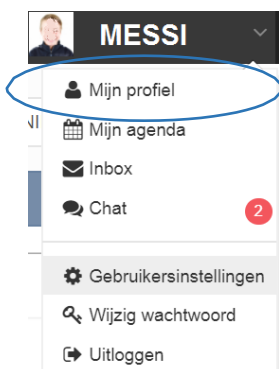 MESSI
Mijn profiel
Mijn agenda
Inbox
Chat 2
Gebruikersinstellingen
Wijzig wachtwoord
Uitloggen